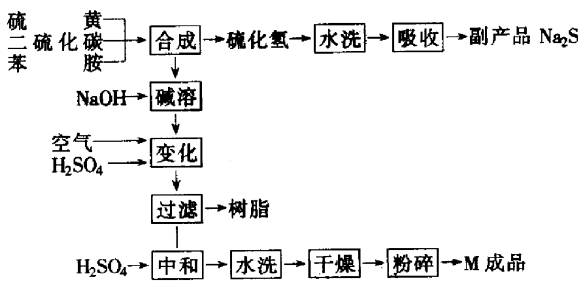 硫 黄
二 硫 化 碳 合成 硫化氢 水洗 吸收 副产品 Na₂S
苯 胺
NaOH 碱溶
空气
H₂SO₄ 变化
过滤 树脂
H₂SO₄ 中和 水洗 干燥 粉碎 M 成品